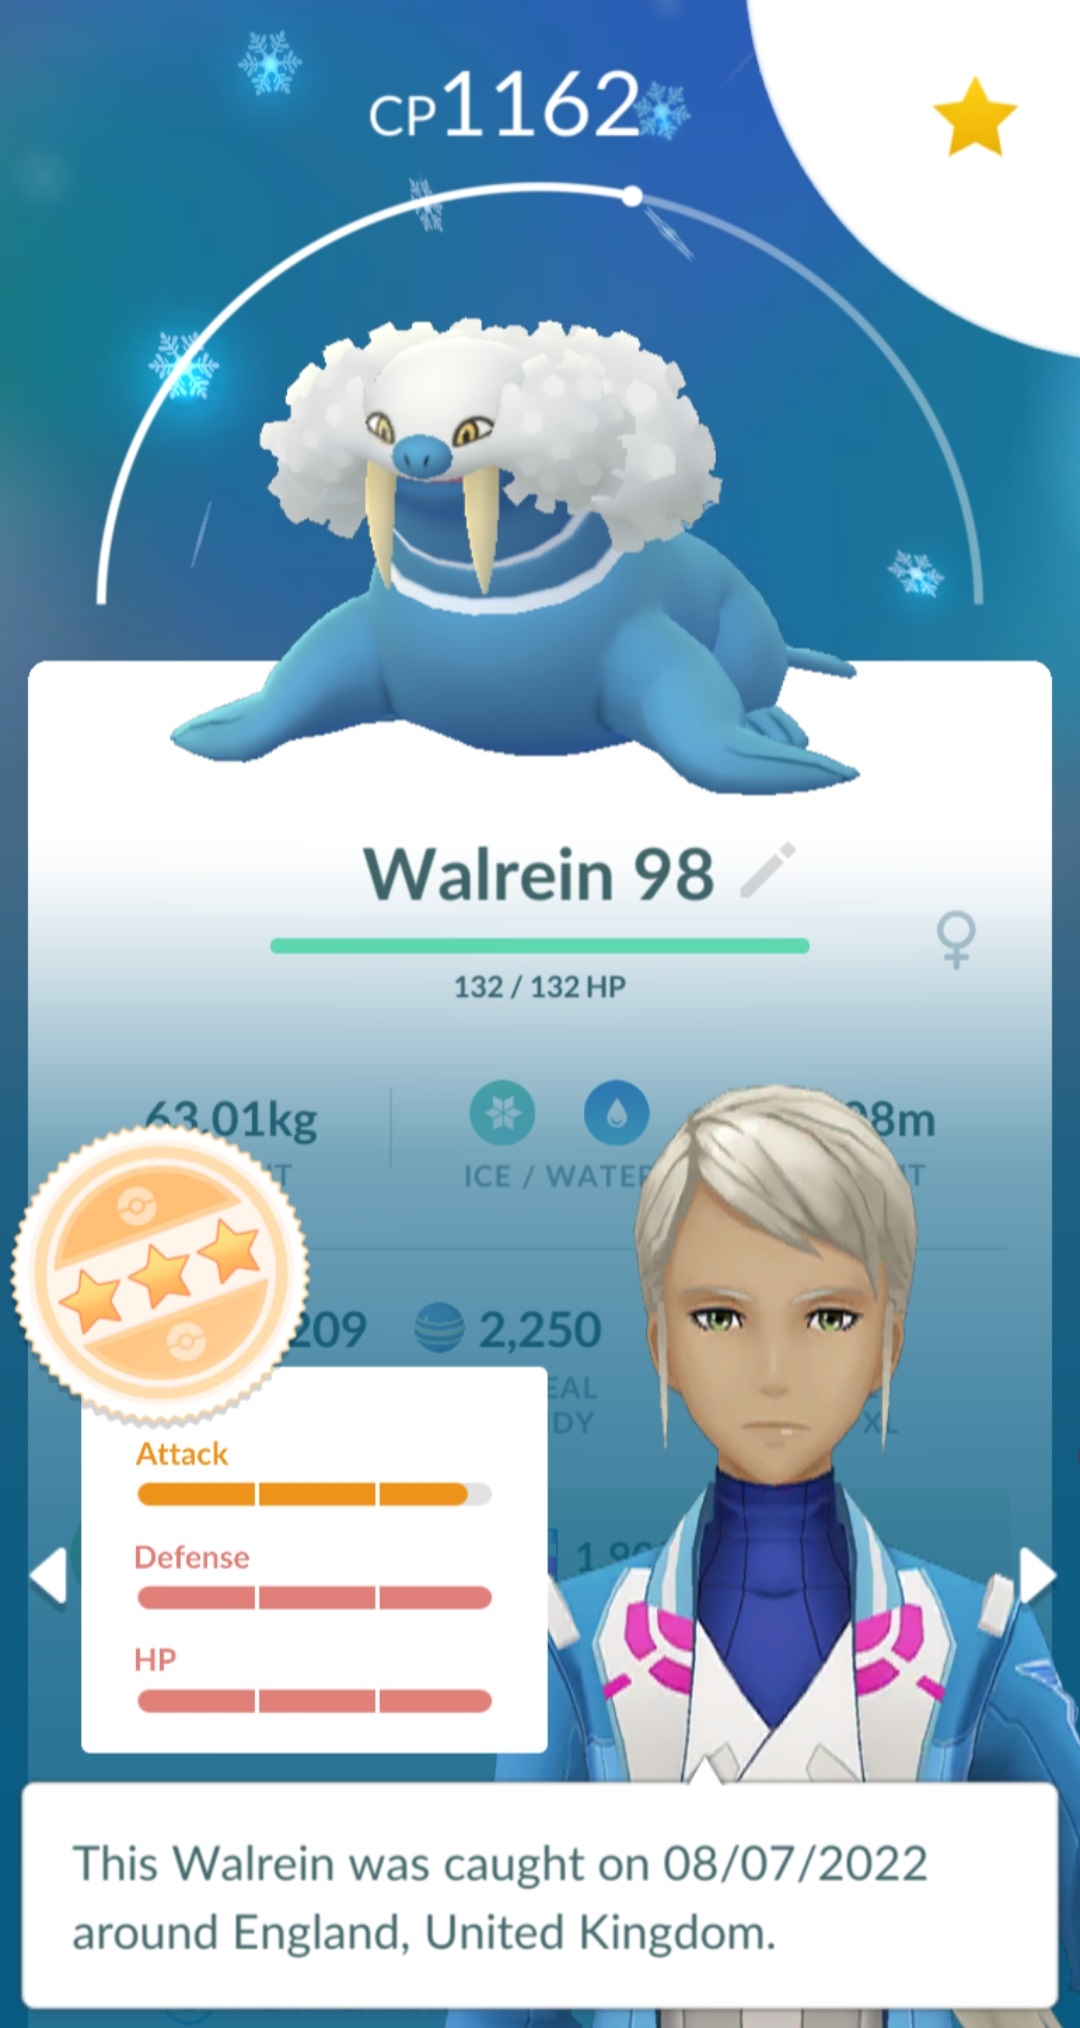 CP1162
Walrein 98
132 / 132 HP
63.01kg
ICE / WATER
8m
209
2,250
Attack
Defense
HP
This Walrein was caught on 08/07/2022
around England, United Kingdom.